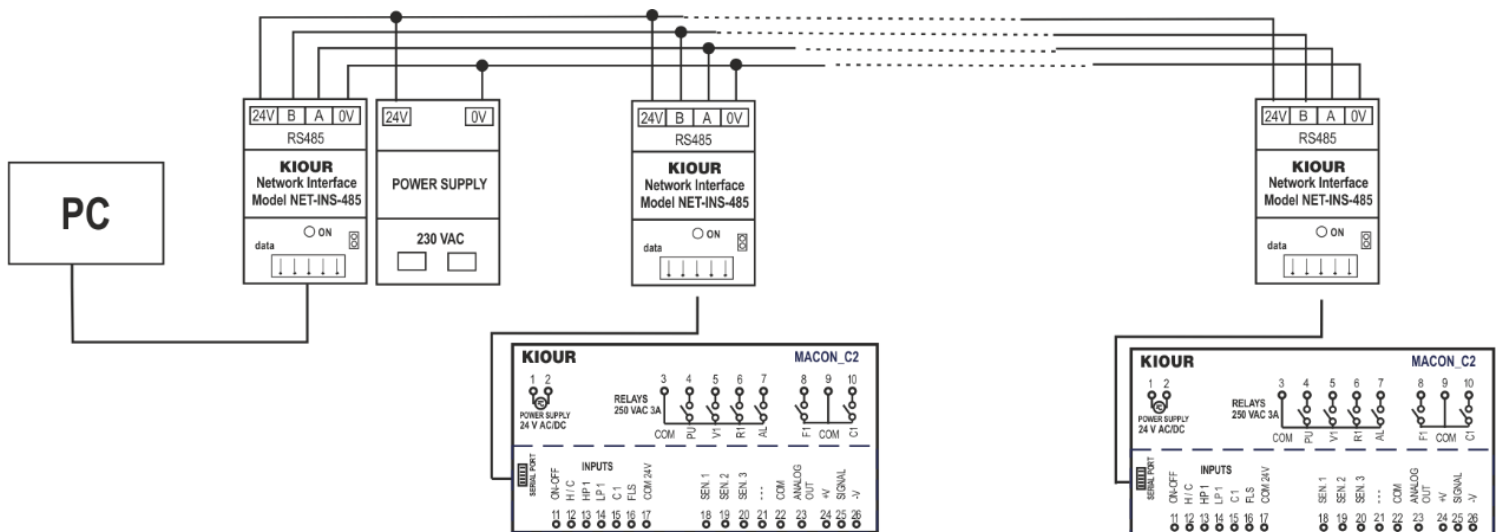 24V B A 0V
RS485
KIOUR
Network Interface
Model NET-INS-485
ON
data
24V 0V
POWER SUPPLY
230 VAC
24V B A 0V
RS485
KIOUR
Network Interface
Model NET-INS-485
ON
data
24V B A 0V
RS485
KIOUR
Network Interface
Model NET-INS-485
ON
data
PC
KIOUR MACON_C2
1 2
POWER SUPPLY
24 V AC/DC
RELAYS
250 VAC 3A
3 4 5 6 7 8 9 10
COM PU V1 R1 AL F1 COM C1
SERIAL PORT
INPUTS
ON-OFF H / C HP 1 LP 1 C 1 FLS COM 24V SEN. 1 SEN. 2 SEN. 3 --- COM ANALOG OUT +V SIGNAL -V
11 12 13 14 15 16 17 18 19 20 21 22 23 24 25 26
KIOUR MACON_C2
1 2
POWER SUPPLY
24 V AC/DC
RELAYS
250 VAC 3A
3 4 5 6 7 8 9 10
COM PU V1 R1 AL F1 COM C1
SERIAL PORT
INPUTS
ON-OFF H / C HP 1 LP 1 C 1 FLS COM 24V SEN. 1 SEN. 2 SEN. 3 --- COM ANALOG OUT +V SIGNAL -V
11 12 13 14 15 16 17 18 19 20 21 22 23 24 25 26